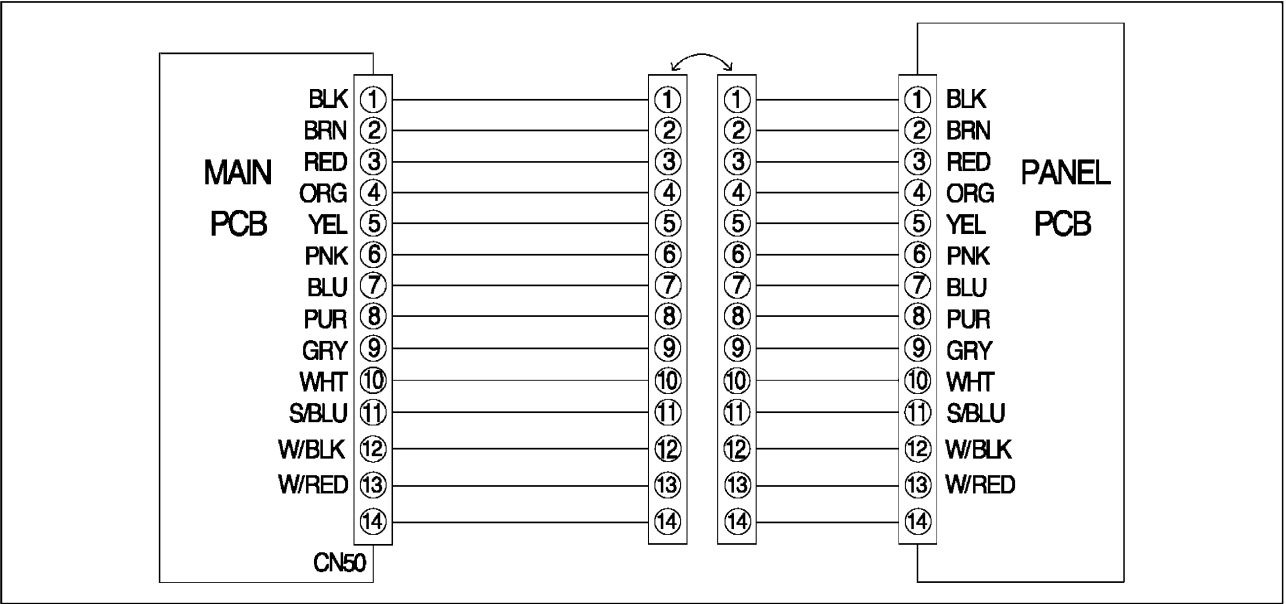 BLK ① ① ① ① BLK
BRN ② ② ② ② BRN
RED ③ ③ ③ ③ RED
MAIN PANEL
ORG ④ ④ ④ ④ ORG
PCB PCB
YEL ⑤ ⑤ ⑤ ⑤ YEL
PNK ⑥ ⑥ ⑥ ⑥ PNK
BLU ⑦ ⑦ ⑦ ⑦ BLU
PUR ⑧ ⑧ ⑧ ⑧ PUR
GRY ⑨ ⑨ ⑨ ⑨ GRY
WHT ⑩ ⑩ ⑩ ⑩ WHT
S/BLU ⑪ ⑪ ⑪ ⑪ S/BLU
W/BLK ⑫ ⑫ ⑫ ⑫ W/BLK
W/RED ⑬ ⑬ ⑬ ⑬ W/RED
⑭ ⑭ ⑭ ⑭
CN50